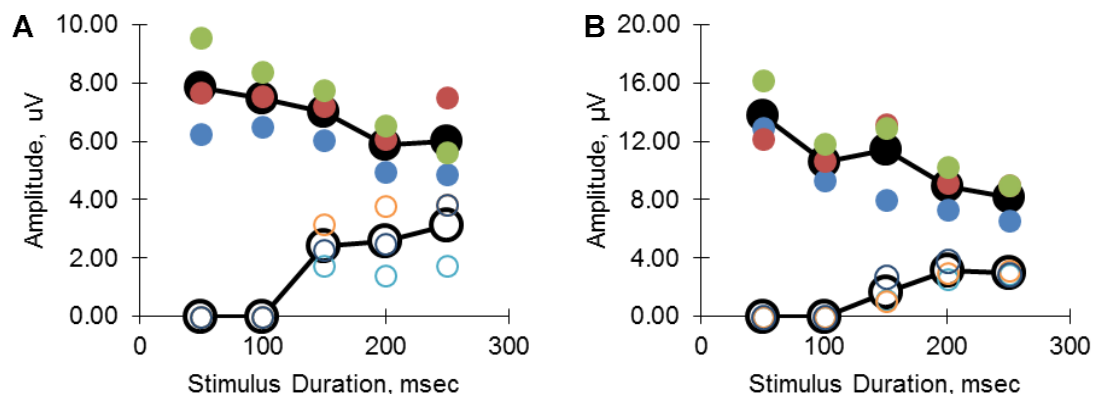 A
10.00
8.00
6.00
4.00
2.00
0.00
Amplitude, uV
0 100 200 300
Stimulus Duration, msec
B
20.00
16.00
12.00
8.00
4.00
0.00
Amplitude, µV
0 100 200 300
Stimulus Duration, msec